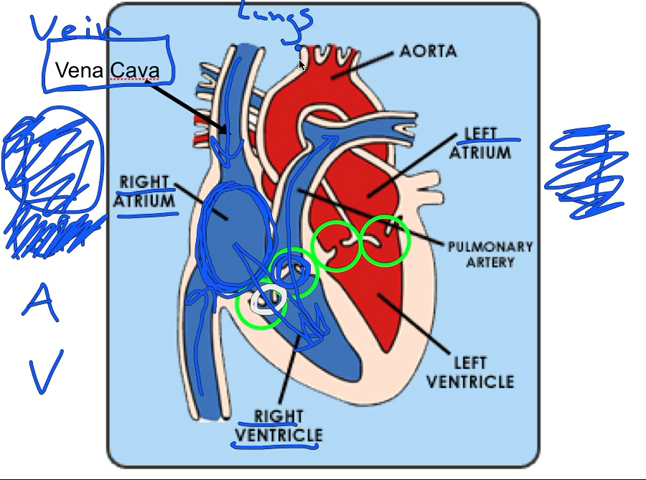 Lungs
Vein
Vena Cava
AORTA
LEFT
ATRIUM
RIGHT
ATRIUM
PULMONARY
ARTERY
A
V
LEFT
VENTRICLE
RIGHT
VENTRICLE